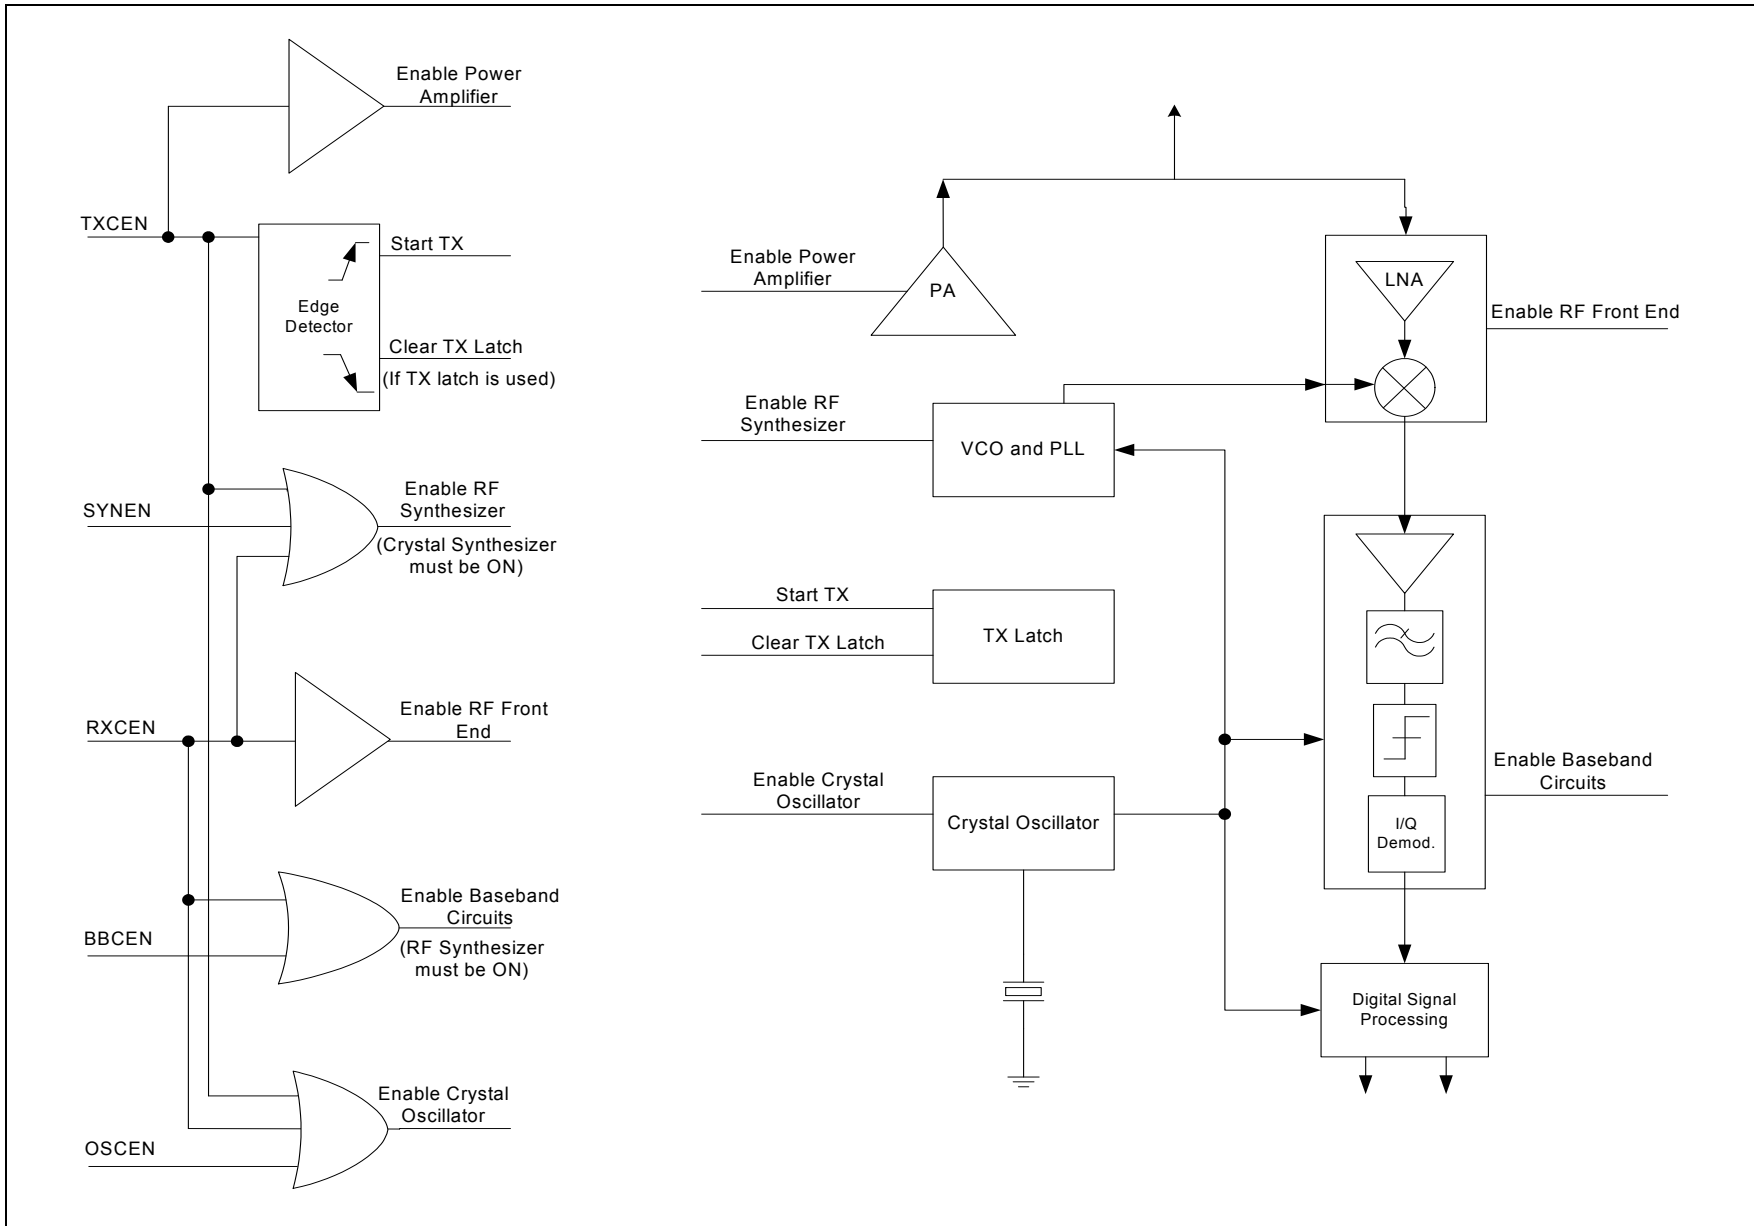 Enable Power
Amplifier
TXCEN
Start TX
Edge
Detector
Clear TX Latch
(If TX latch is used)
SYNEN
Enable RF
Synthesizer
(Crystal Synthesizer
must be ON)
RXCEN
Enable RF Front
End
BBCEN
Enable Baseband
Circuits
(RF Synthesizer
must be ON)
OSCEN
Enable Crystal
Oscillator
Enable Power
Amplifier
PA
LNA
Enable RF Front End
Enable RF
Synthesizer
VCO and PLL
Start TX
Clear TX Latch
TX Latch
Enable Crystal
Oscillator
Crystal Oscillator
I/Q
Demod.
Enable Baseband
Circuits
Digital Signal
Processing